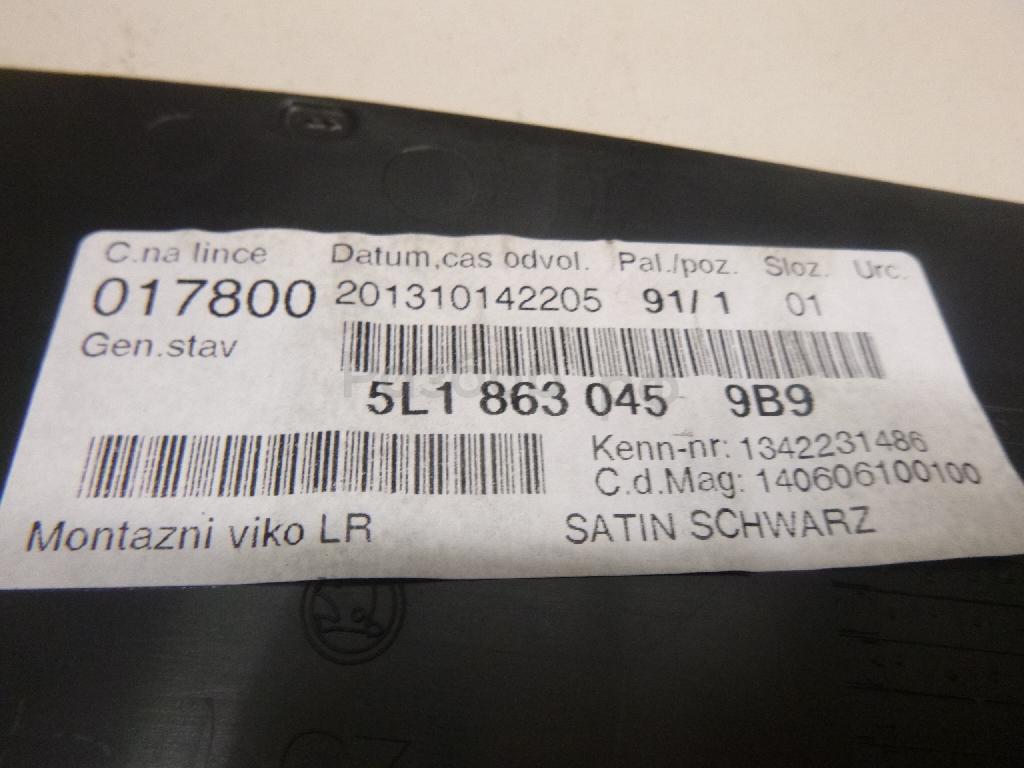 C.na lince Datum,cas odvol. Pal./poz. Sloz. Urc.
017800 201310142205 91/ 1 01
Gen.stav
5L1 863 045 9B9
Kenn-nr: 1342231486
C.d.Mag: 140606100100
Montazni viko LR SATIN SCHWARZ